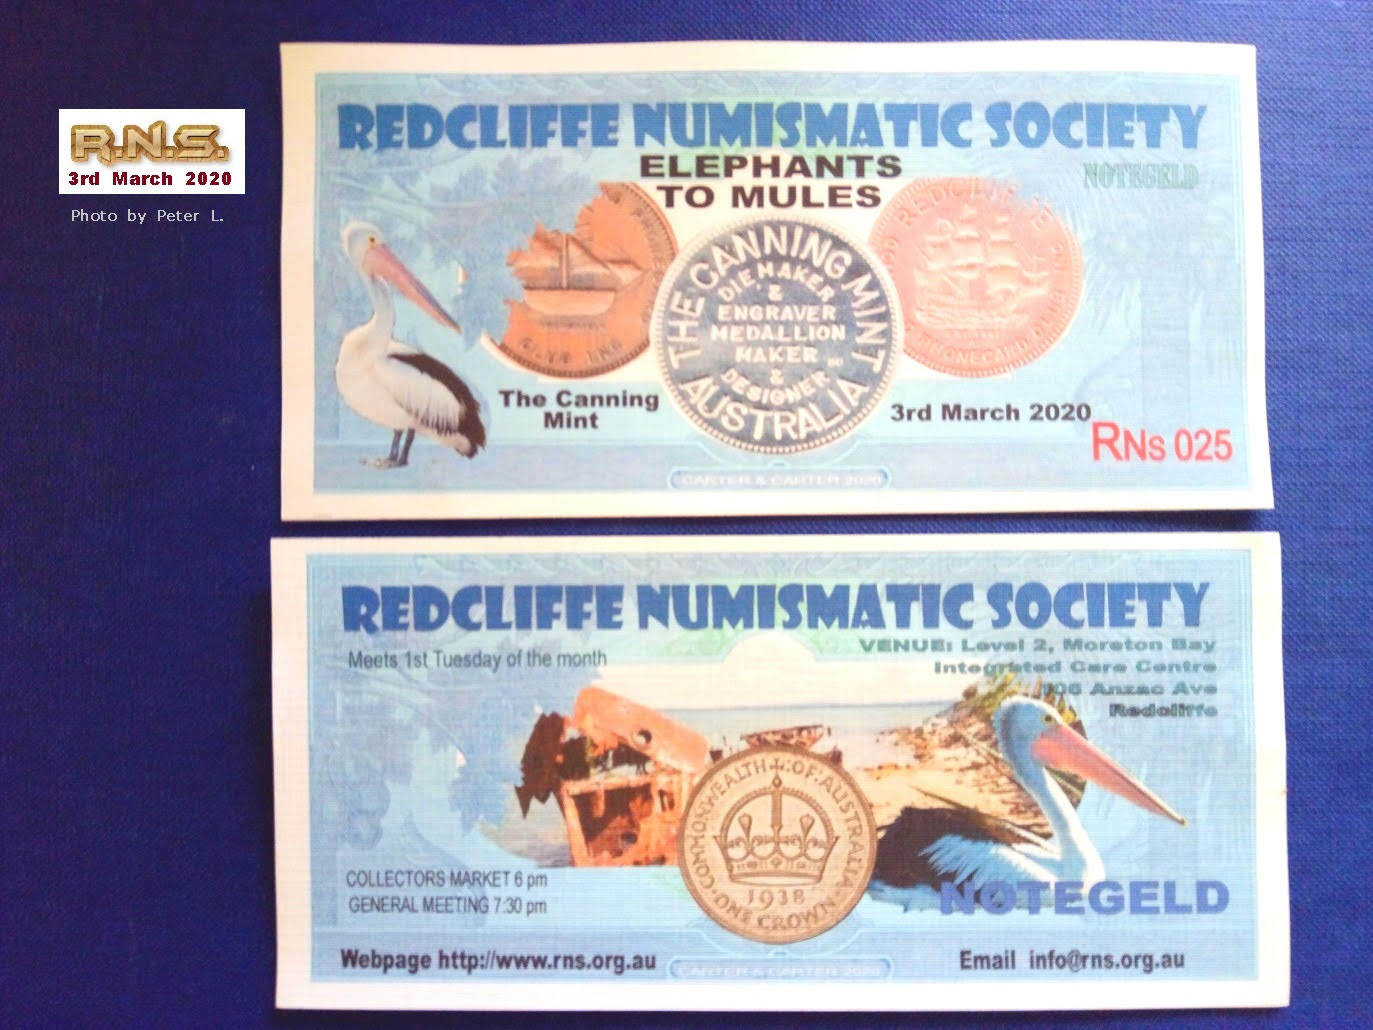 R.N.S.
3rd March 2020
Photo by Peter L.
REDCLIFFE NUMISMATIC SOCIETY
ELEPHANTS
TO MULES
NOTEGELD
THE CANNING MINT
AUSTRALIA
DIE MAKER
&
ENGRAVER
MEDALLION
MAKER
&
DESIGNER
REDCLIFFE
The Canning
Mint
3rd March 2020
RNs 025
CARTER & CARTER 2020
REDCLIFFE NUMISMATIC SOCIETY
Meets 1st Tuesday of the month
VENUE: Level 2, Moreton Bay
Integrated Care Centre
106 Anzac Ave
Redcliffe
COMMONWEALTH OF AUSTRALIA
1938
ONE CROWN
COLLECTORS MARKET 6 pm
GENERAL MEETING 7:30 pm
NOTEGELD
Webpage http://www.rns.org.au
Email info@rns.org.au
CARTER & CARTER 2020